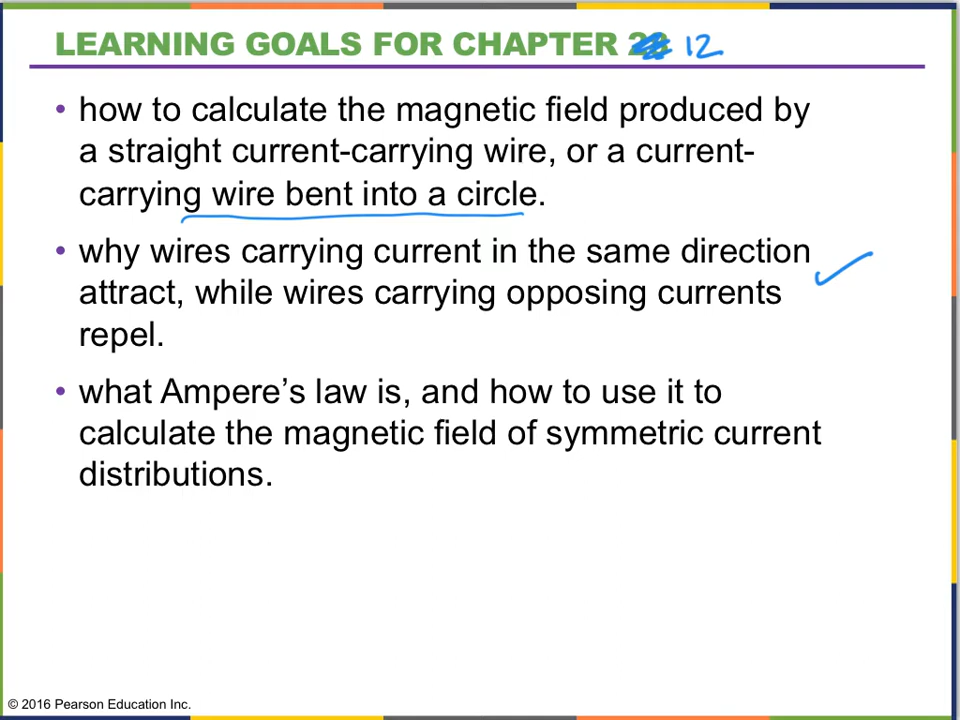 LEARNING GOALS FOR CHAPTER 12
• how to calculate the magnetic field produced by
a straight current-carrying wire, or a current-
carrying wire bent into a circle.
• why wires carrying current in the same direction
attract, while wires carrying opposing currents
repel.
• what Ampere’s law is, and how to use it to
calculate the magnetic field of symmetric current
distributions.
© 2016 Pearson Education Inc.